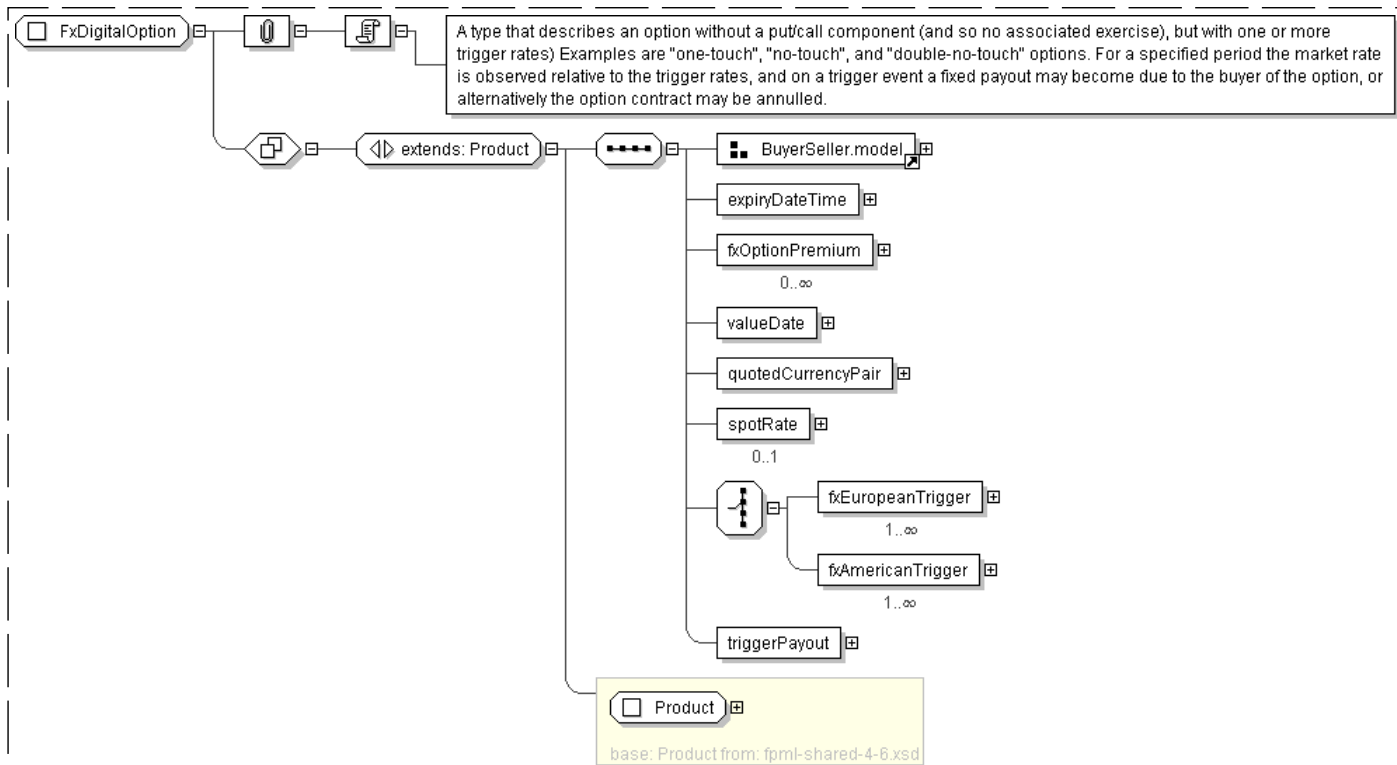 FxDigitalOption
A type that describes an option without a put/call component (and so no associated exercise), but with one or more
trigger rates) Examples are "one-touch", "no-touch", and "double-no-touch" options. For a specified period the market rate
is observed relative to the trigger rates, and on a trigger event a fixed payout may become due to the buyer of the option, or
alternatively the option contract may be annulled.
extends: Product
BuyerSeller.model
expiryDateTime
fxOptionPremium
0..∞
valueDate
quotedCurrencyPair
spotRate
0..1
fxEuropeanTrigger
1..∞
fxAmericanTrigger
1..∞
triggerPayout
Product
base: Product from: fpml-shared-4-6.xsd